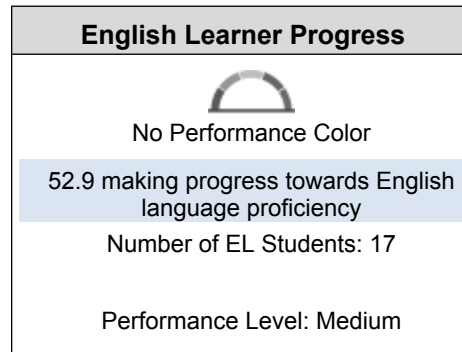 English Learner Progress
No Performance Color
52.9 making progress towards English
language proficiency
Number of EL Students: 17
Performance Level: Medium